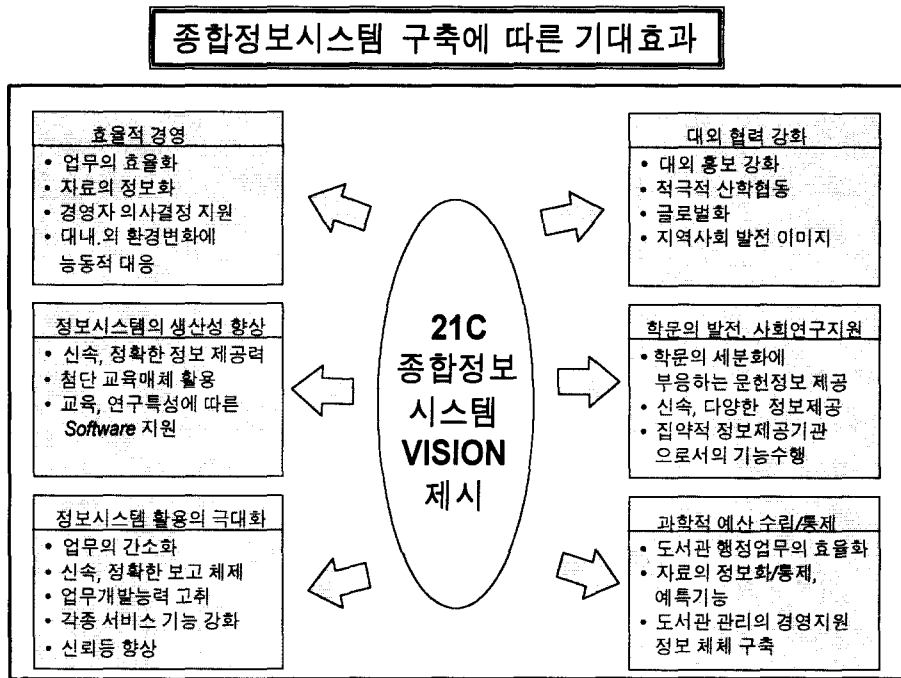 종합정보시스템 구축에 따른 기대효과
효율적 경영
• 업무의 효율화
• 자료의 정보화
• 경영자 의사결정 지원
• 대내.외 환경변화에
능동적 대응
정보시스템의 생산성 향상
• 신속, 정확한 정보 제공력
• 첨단 교육매체 활용
• 교육, 연구특성에 따른
Software 지원
정보시스템 활용의 극대화
• 업무의 간소화
• 신속, 정확한 보고 체제
• 업무개발능력 고취
• 각종 서비스 기능 강화
• 신뢰등 향상
21C
종합정보
시스템
VISION
제시
대외 협력 강화
• 대외 홍보 강화
• 적극적 산학협동
• 글로벌화
• 지역사회 발전 이미지
학문의 발전, 사회연구지원
• 학문의 세분화에
부응하는 문헌정보 제공
• 신속, 다양한 정보제공
• 집약적 정보제공기관
으로서의 기능수행
과학적 예산 수립/통제
• 도서관 행정업무의 효율화
• 자료의 정보화/통제,
예특기능
• 도서관 관리의 경영지원
정보 체체 구축